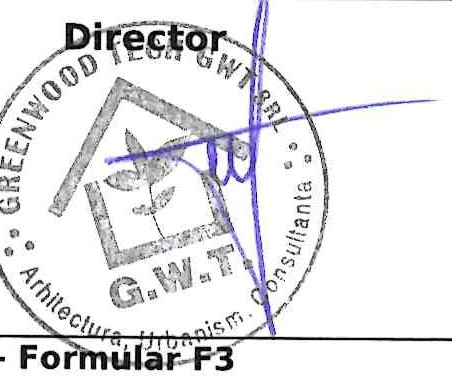 Director
GREENWOOD TECH GWT SRL
G.W.T.
Arhitectura, Urbanism, Consultanta
- Formular F3